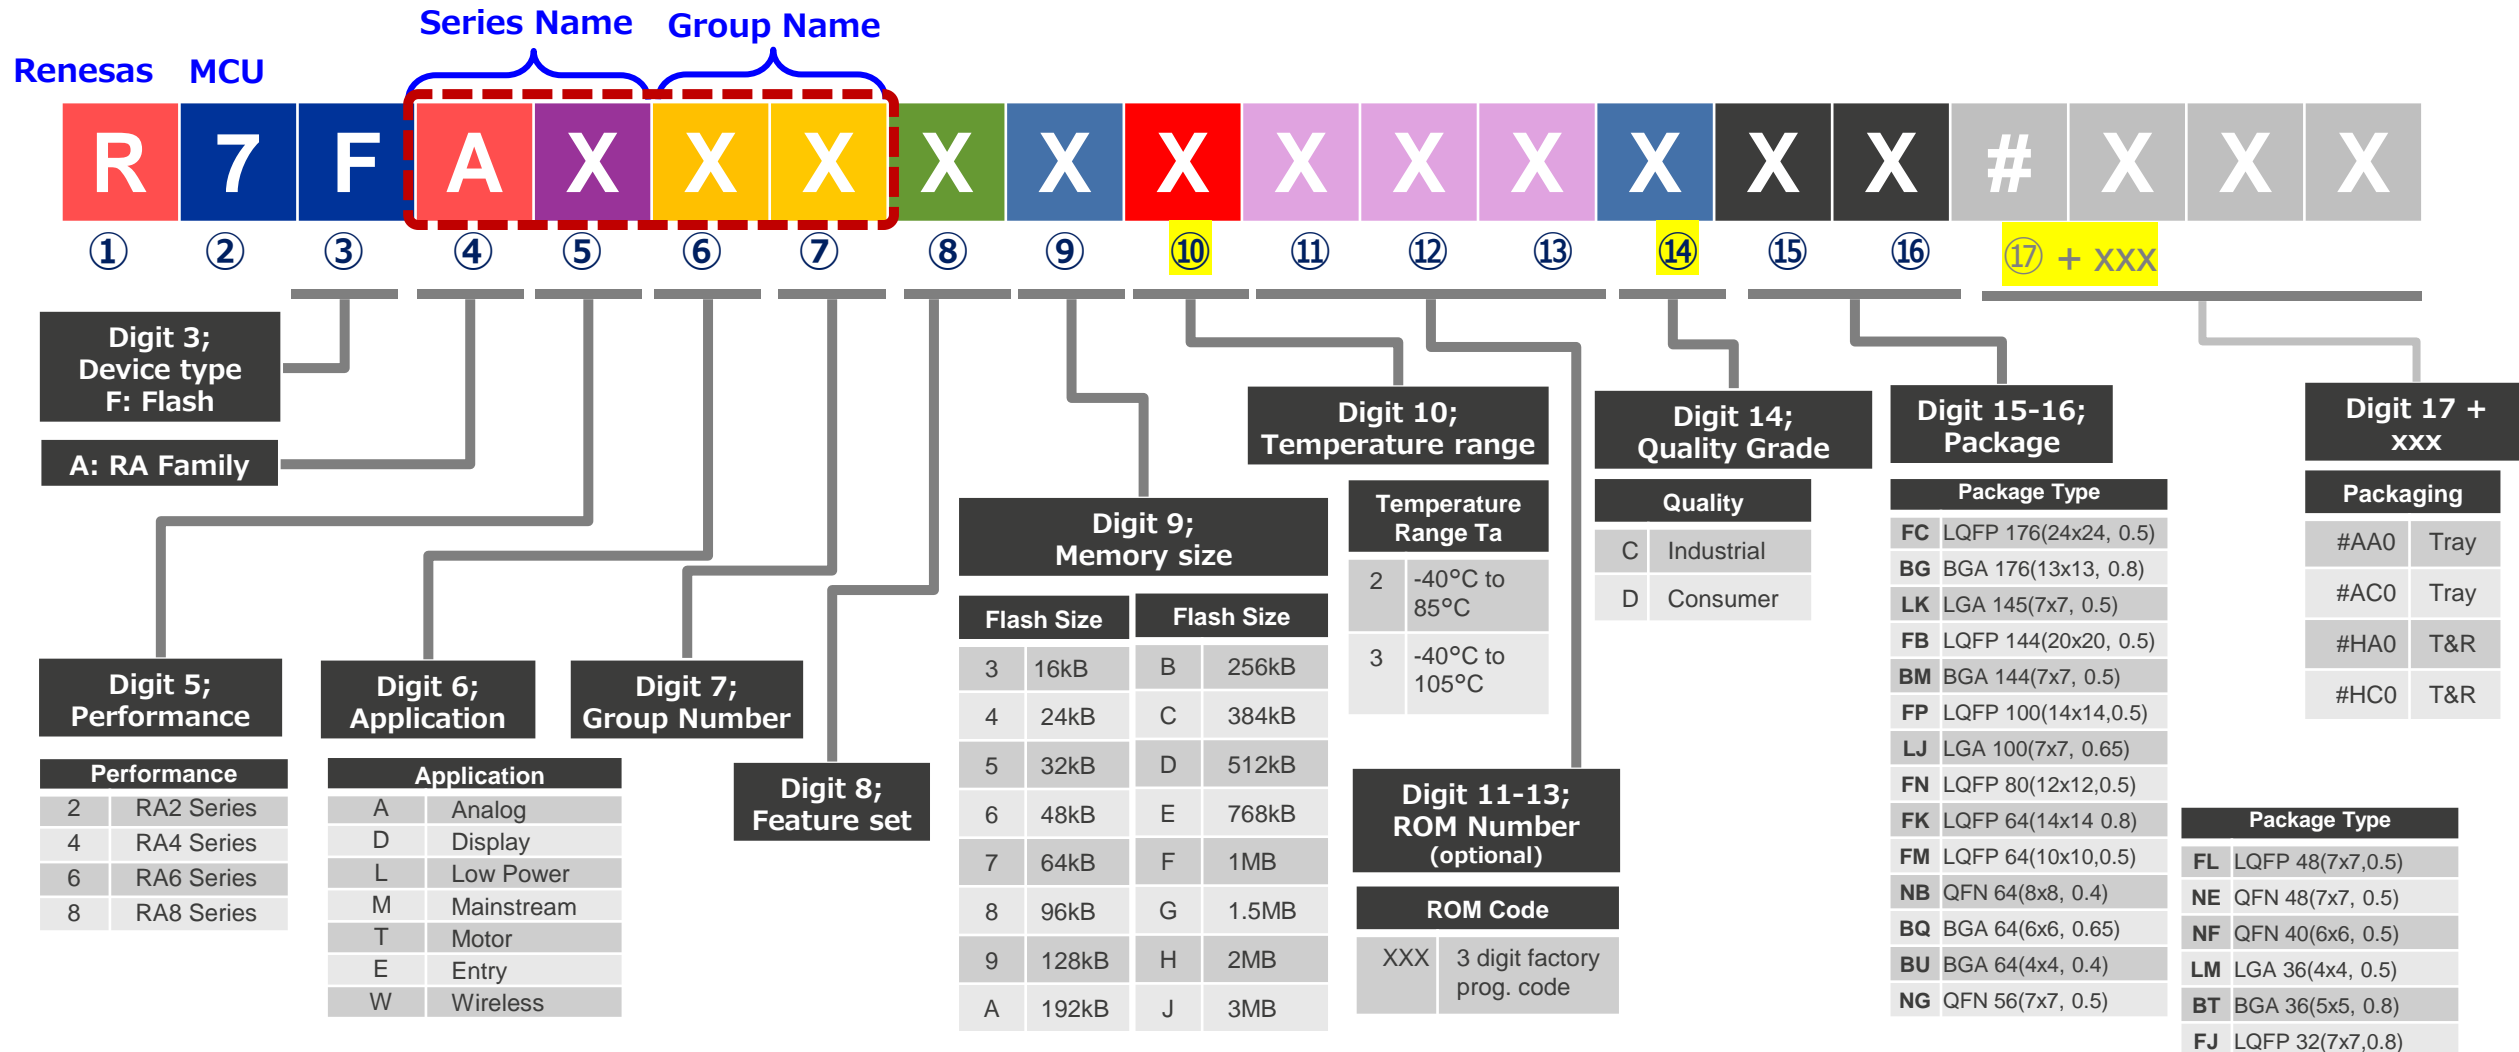 Series Name
Group Name
Renesas
MCU
R 7 F A X X X X X X X X X X X X # X X X
① ② ③ ④ ⑤ ⑥ ⑦ ⑧ ⑨ ⑩ ⑪ ⑫ ⑬ ⑭ ⑮ ⑯ ⑰ + xxx
Digit 3;
Device type
F: Flash
A: RA Family
Digit 5;
Performance
Performance
2 RA2 Series
4 RA4 Series
6 RA6 Series
8 RA8 Series
Digit 6;
Application
Application
A Analog
D Display
L Low Power
M Mainstream
T Motor
E Entry
W Wireless
Digit 7;
Group Number
Digit 8;
Feature set
Digit 9;
Memory size
Flash Size
3 16kB
4 24kB
5 32kB
6 48kB
7 64kB
8 96kB
9 128kB
A 192kB
Flash Size
B 256kB
C 384kB
D 512kB
E 768kB
F 1MB
G 1.5MB
H 2MB
J 3MB
Digit 10;
Temperature range
Temperature
Range Ta
2 -40°C to
85°C
3 -40°C to
105°C
Digit 11-13;
ROM Number
(optional)
ROM Code
XXX 3 digit factory
prog. code
Digit 14;
Quality Grade
Quality
C Industrial
D Consumer
Digit 15-16;
Package
Package Type
FC LQFP 176(24x24, 0.5)
BG BGA 176(13x13, 0.8)
LK LGA 145(7x7, 0.5)
FB LQFP 144(20x20, 0.5)
BM BGA 144(7x7, 0.5)
FP LQFP 100(14x14,0.5)
LJ LGA 100(7x7, 0.65)
FN LQFP 80(12x12,0.5)
FK LQFP 64(14x14 0.8)
FM LQFP 64(10x10,0.5)
NB QFN 64(8x8, 0.4)
BQ BGA 64(6x6, 0.65)
BU BGA 64(4x4, 0.4)
NG QFN 56(7x7, 0.5)
Package Type
FL LQFP 48(7x7,0.5)
NE QFN 48(7x7, 0.5)
NF QFN 40(6x6, 0.5)
LM LGA 36(4x4, 0.5)
BT BGA 36(5x5, 0.8)
FJ LQFP 32(7x7,0.8)
Digit 17 +
xxx
Packaging
#AA0 Tray
#AC0 Tray
#HA0 T&R
#HC0 T&R